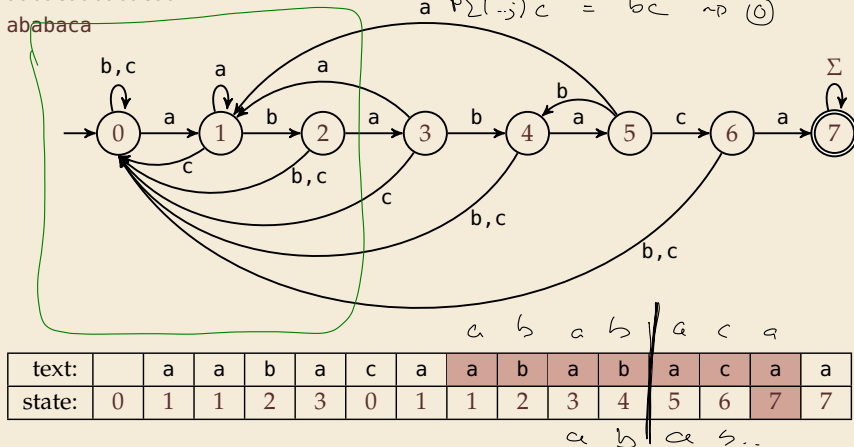 ababaca
a
= bc
0
b,c
a
a
b
Σ
0
a
1
b
2
a
3
b
4
a
5
c
6
a
7
c
b,c
c
b,c
b,c
a b a b a c a
text: a a b a c a a b a b a c a a
state: 0 1 1 2 3 0 1 1 2 3 4 5 6 7 7
a b a b...